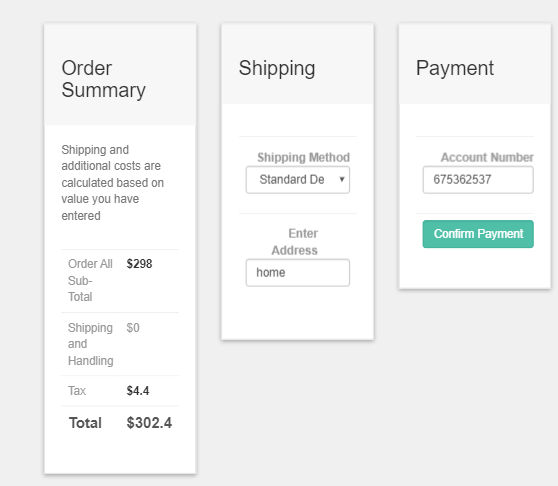 Order
Summary
Shipping and
additional costs are
calculated based on
value you have
entered
Order All $298
Sub-
Total
Shipping $0
and
Handling
Tax $4.4
Total $302.4
Shipping
Shipping Method
Standard De
Enter
Address
home
Payment
Account Number
675362537
Confirm Payment